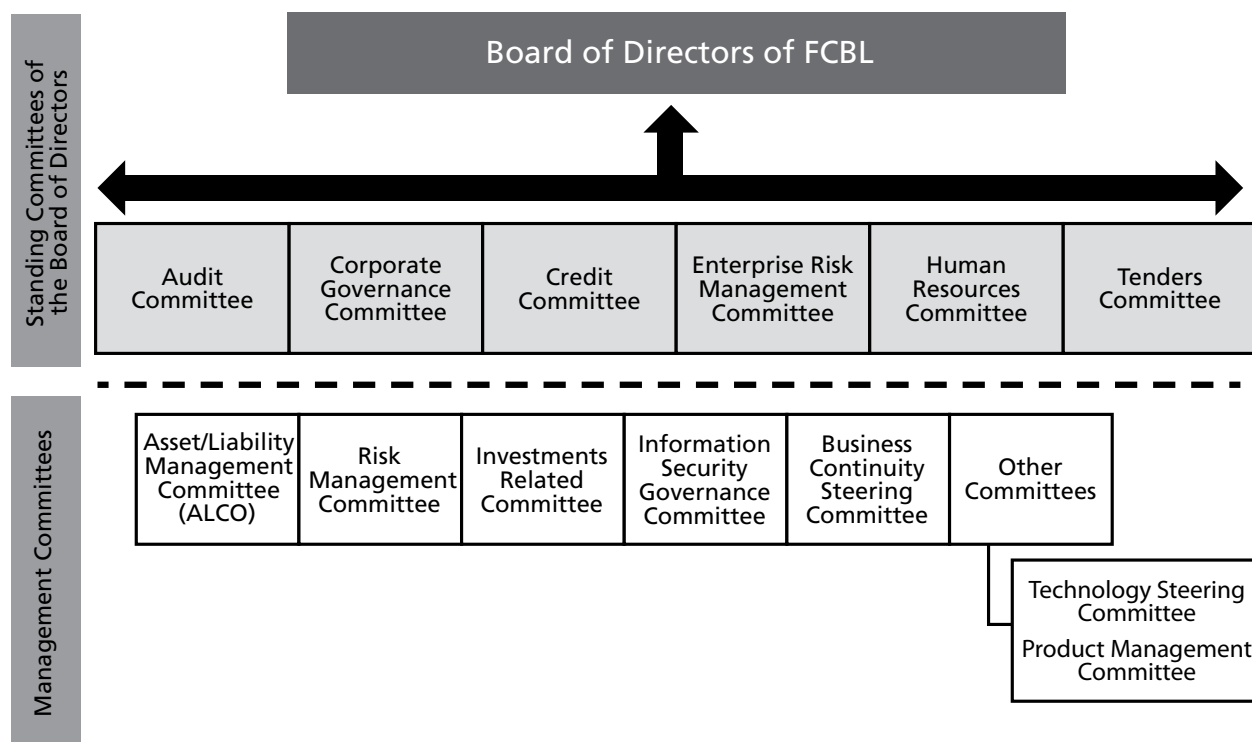 Standing Committees of
the Board of Directors
Board of Directors of FCBL
Audit
Committee
Corporate
Governance
Committee
Credit
Committee
Enterprise Risk
Management
Committee
Human
Resources
Committee
Tenders
Committee
Management Committees
Asset/Liability
Management
Committee
(ALCO)
Risk
Management
Committee
Investments
Related
Committee
Information
Security
Governance
Committee
Business
Continuity
Steering
Committee
Other
Committees
Technology Steering
Committee
Product Management
Committee